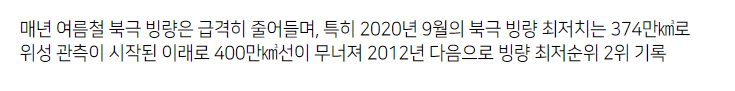 매년 여름철 북극 빙량은 급격히 줄어들며, 특히 2020년 9월의 북극 빙량 최저치는 374만㎢로
위성 관측이 시작된 이래로 400만㎢선이 무너져 2012년 다음으로 빙량 최저순위 2위 기록